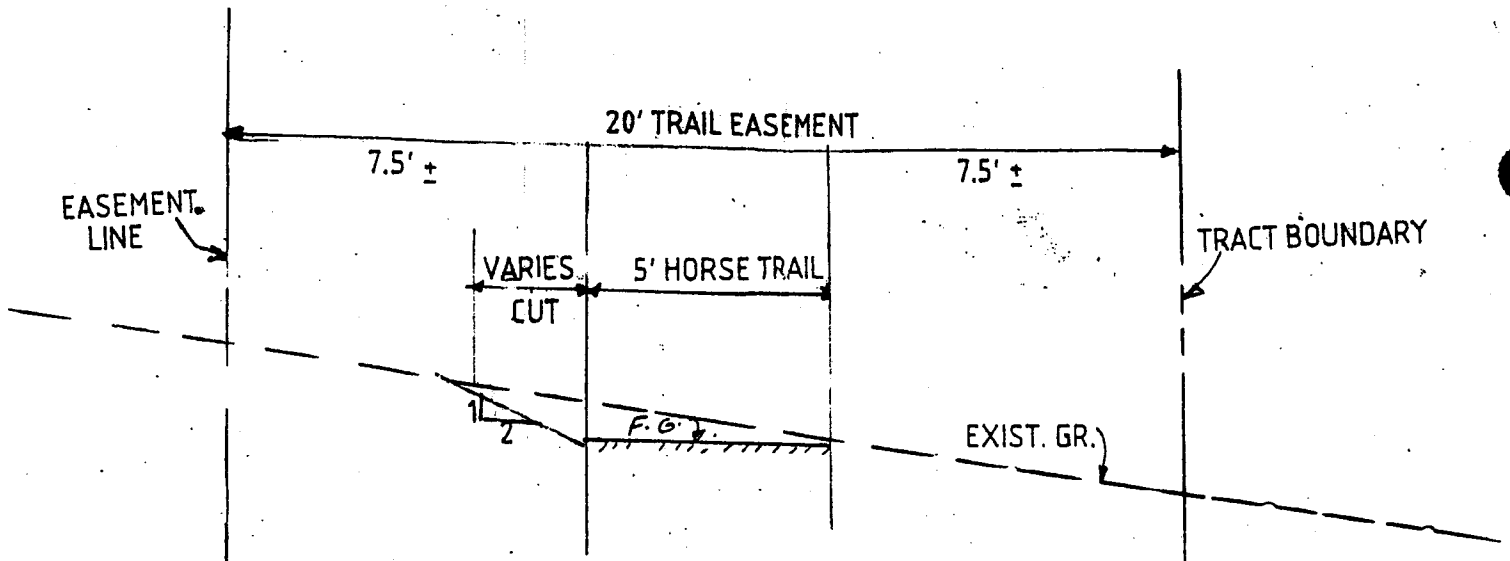 20' TRAIL EASEMENT
7.5' ±
7.5' ±
EASEMENT
LINE
TRACT BOUNDARY
VARIES
CUT
5' HORSE TRAIL
1
2
F. G.
EXIST. GR.